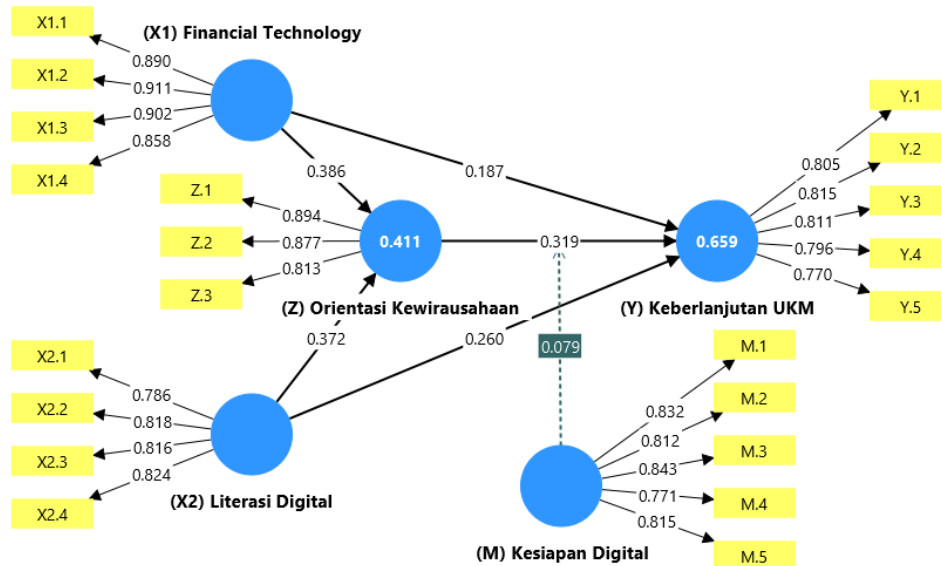 X1.1
(X1) Financial Technology
0.890
X1.2
0.911
X1.3
0.902
0.858
X1.4
Y.1
0.805
Y.2
0.815
Y.3
0.811
0.796
Y.4
0.770
Y.5
0.386
0.187
Z.1
0.894
Z.2
0.877
Z.3
0.813
0.411
0.319
0.659
(Z) Orientasi Kewirausahaan
(Y) Keberlanjutan UKM
0.372
0.260
0.079
X2.1
0.786
X2.2
0.818
X2.3
0.816
0.824
X2.4
(X2) Literasi Digital
M.1
0.832
M.2
0.812
M.3
0.843
0.771
M.4
0.815
M.5
(M) Kesiapan Digital